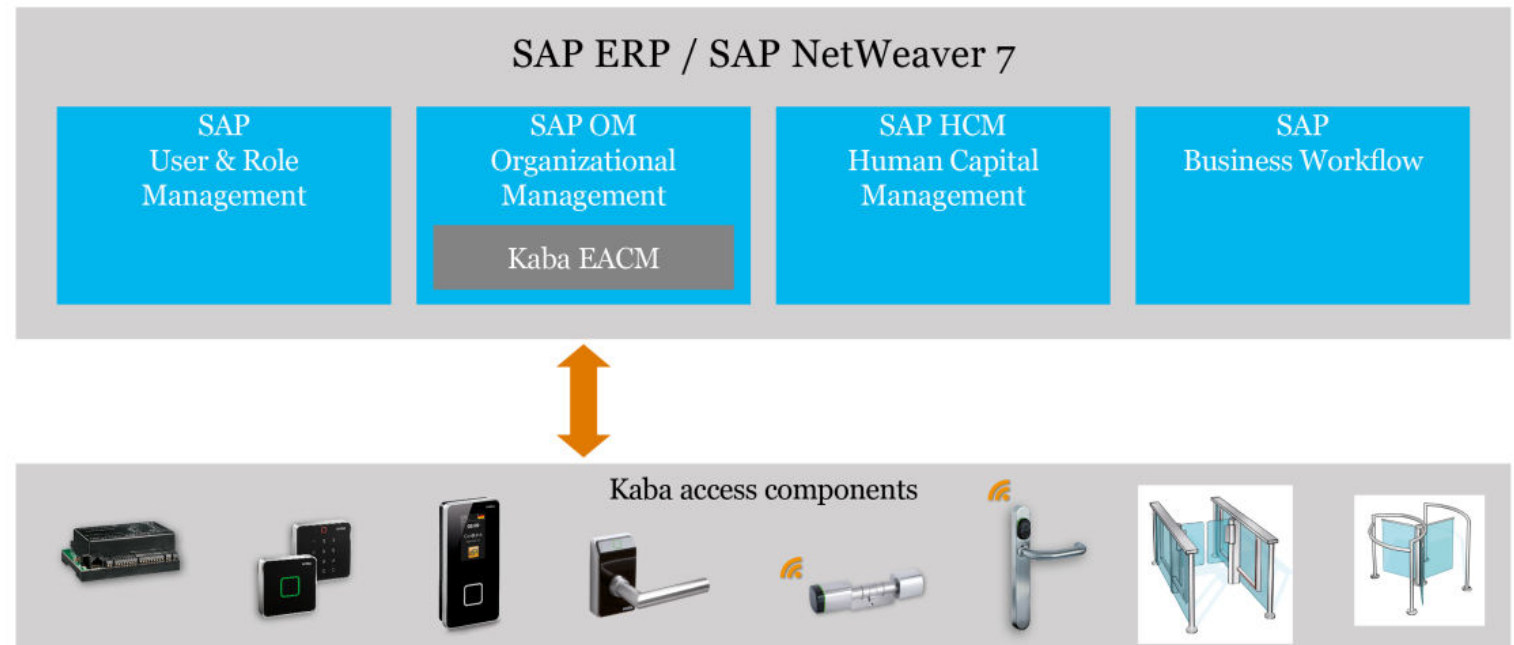 SAP ERP / SAP NetWeaver 7
SAP
User & Role
Management
SAP OM
Organizational
Management
Kaba EACM
SAP HCM
Human Capital
Management
SAP
Business Workflow
Kaba access components